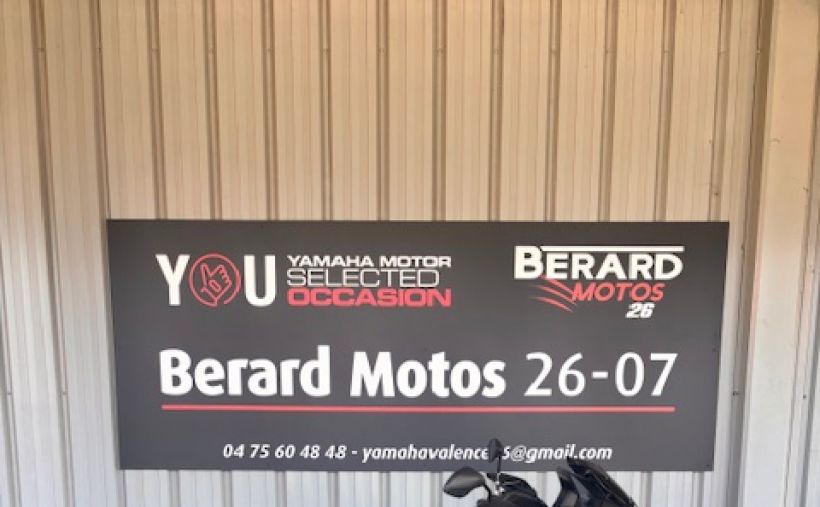 YOU YAMAHA MOTOR
SELECTED
OCCASION
BERARD
MOTOS
26
Berard Motos 26-07
04 75 60 48 48 -